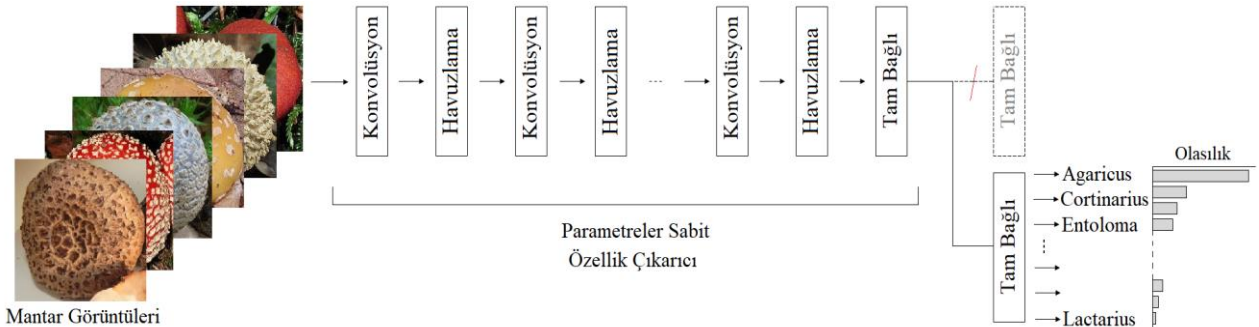 Konvolüsyon
Havuzlama
Konvolüsyon
Havuzlama
Konvolüsyon
Havuzlama
Tam Bağlı
Tam Bağlı
Parametreler Sabit
Özellik Çıkarıcı
Mantar Görüntüleri
Tam Bağlı
Olasılık
Agaricus
Cortinarius
Entoloma
Lactarius